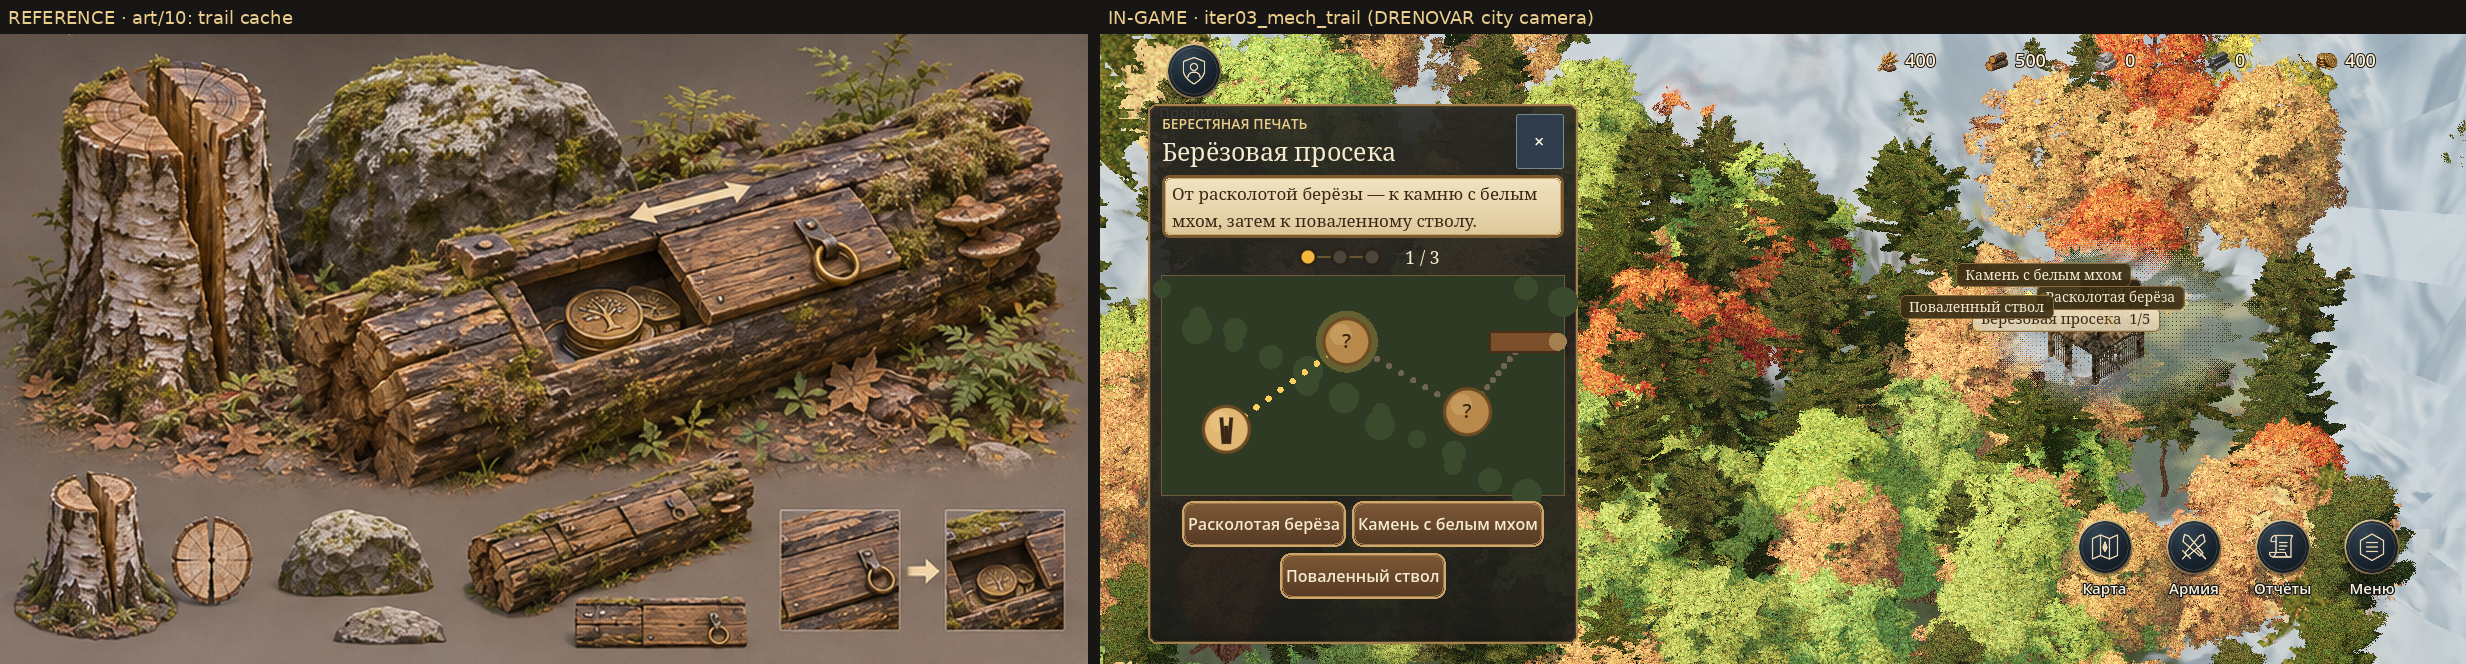 REFERENCE · art/10: trail cache
IN-GAME · iter03_mech_trail (DRENOVAR city camera)
400
500
0
0
400
БЕРЕСТЯНАЯ ПЕЧАТЬ
Берёзовая просека
×
От расколотой берёзы — к камню с белым
мхом, затем к поваленному стволу.
1 / 3
?
?
Расколотая берёза
Камень с белым мхом
Поваленный ствол
Камень с белым мхом
Расколотая берёза
Поваленный ствол
Берёзовая просека 1/5
Карта
Армия
Отчёты
Меню